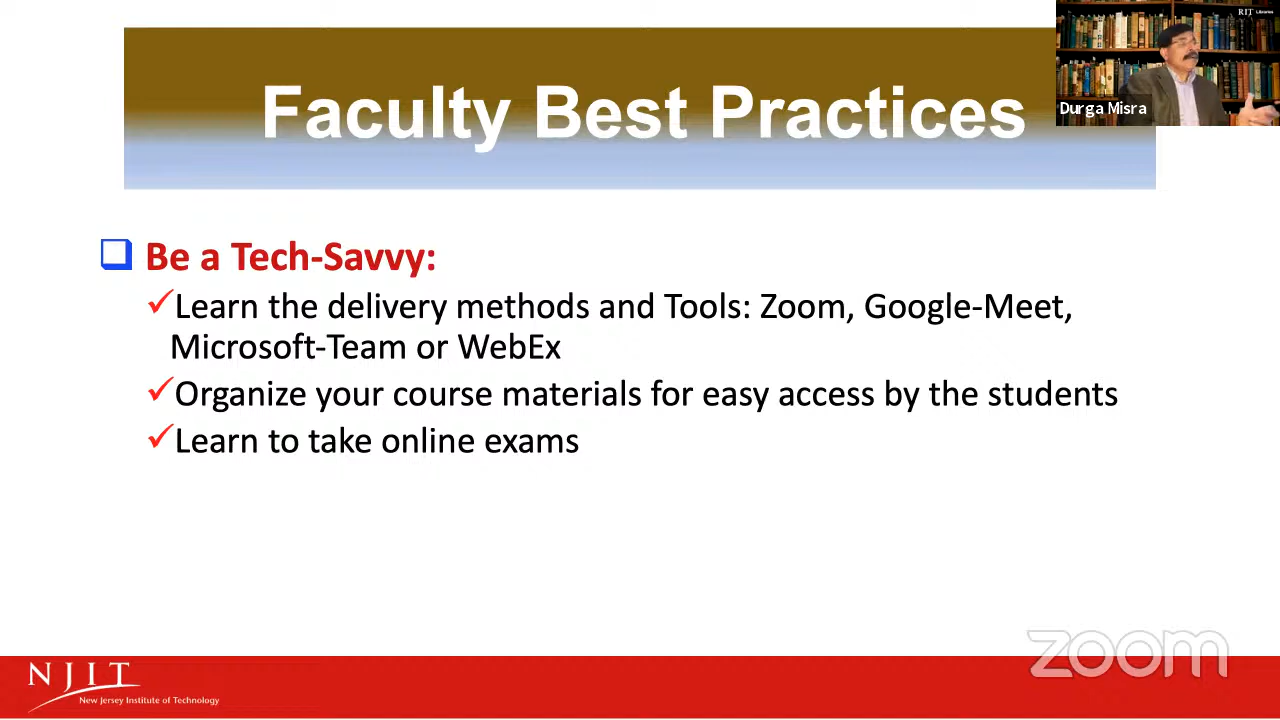 Faculty Best Practices
RIT Libraries
Durga Misra
Be a Tech-Savvy:
✓Learn the delivery methods and Tools: Zoom, Google-Meet,
Microsoft-Team or WebEx
✓Organize your course materials for easy access by the students
✓Learn to take online exams
zoom
NJIT
New Jersey Institute of Technology